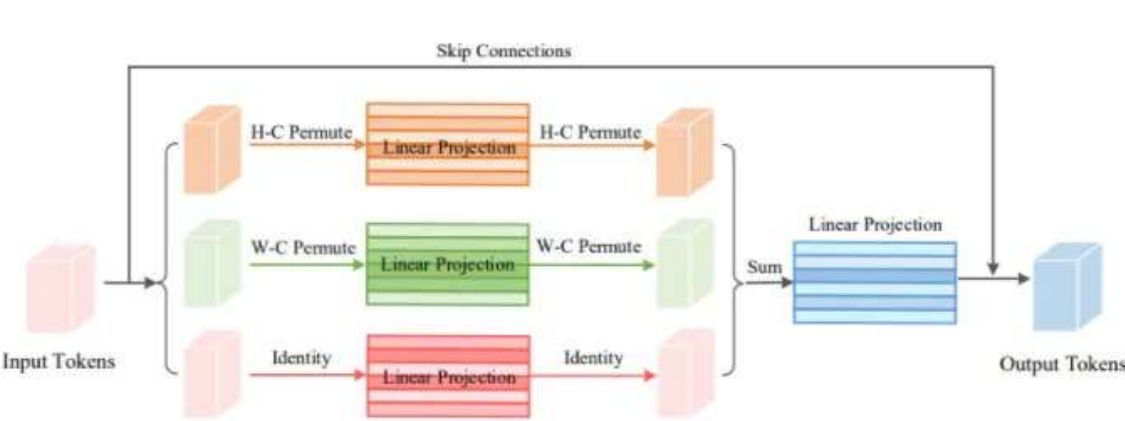 Skip Connections
H-C Permute
Linear Projection
H-C Permute
W-C Permute
Linear Projection
W-C Permute
Identity
Linear Projection
Identity
Input Tokens
Sum
Linear Projection
Output Tokens